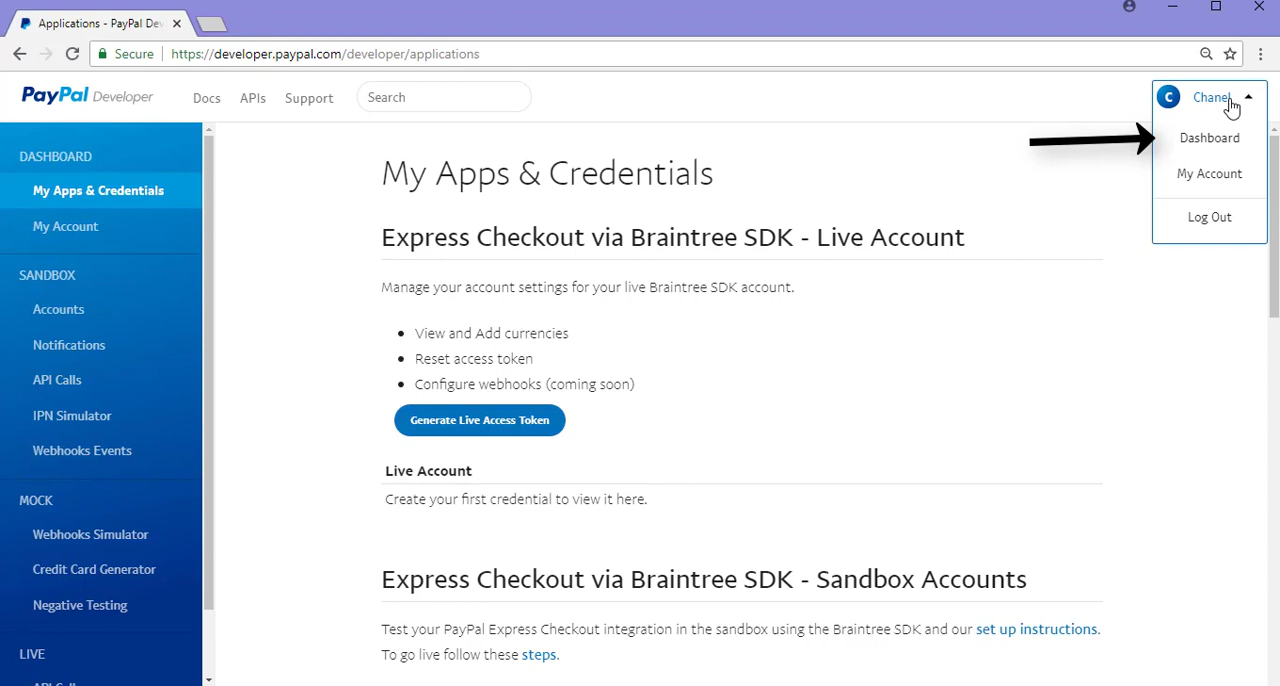 Applications - PayPal Dev
Secure https://developer.paypal.com/developer/applications
PayPal Developer
Docs APIs Support Search
C Chanel
Dashboard
My Account
Log Out
DASHBOARD
My Apps & Credentials
My Account
SANDBOX
Accounts
Notifications
API Calls
IPN Simulator
Webhooks Events
MOCK
Webhooks Simulator
Credit Card Generator
Negative Testing
LIVE
My Apps & Credentials
Express Checkout via Braintree SDK - Live Account
Manage your account settings for your live Braintree SDK account.
• View and Add currencies
• Reset access token
• Configure webhooks (coming soon)
Generate Live Access Token
Live Account
Create your first credential to view it here.
Express Checkout via Braintree SDK - Sandbox Accounts
Test your PayPal Express Checkout integration in the sandbox using the Braintree SDK and our set up instructions.
To go live follow these steps.